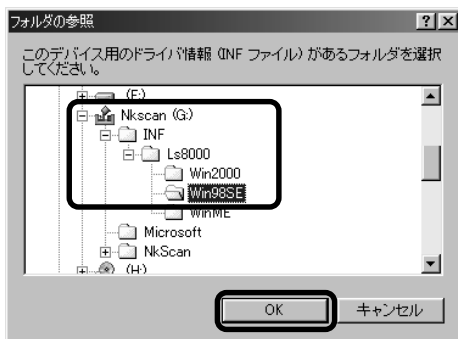 フォルダの参照
このデバイス用のドライバ情報 (INF ファイル) があるフォルダを選択
してください。
(F:)
Nkscan (G:)
INF
Ls8000
Win2000
Win98SE
WinME
Microsoft
NkScan
(H:)
OK キャンセル